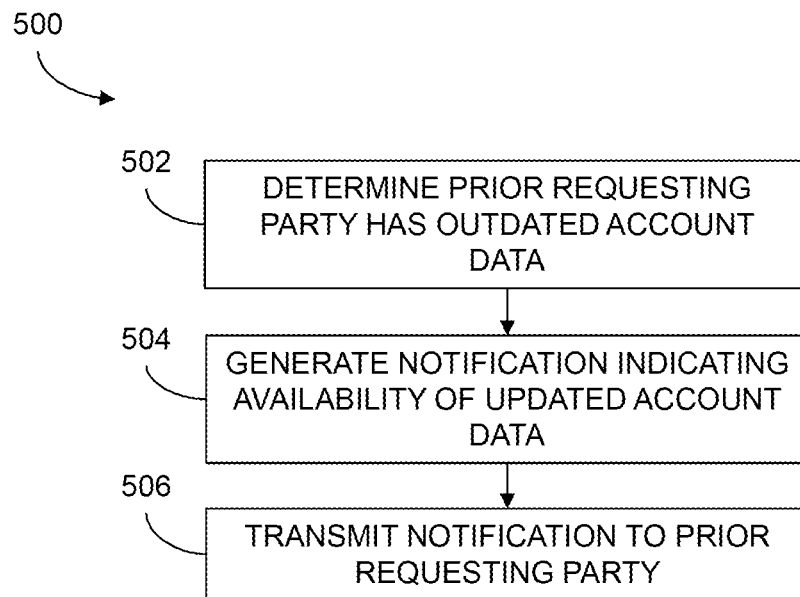 500
502
DETERMINE PRIOR REQUESTING
PARTY HAS OUTDATED ACCOUNT
DATA
504
GENERATE NOTIFICATION INDICATING
AVAILABILITY OF UPDATED ACCOUNT
DATA
506
TRANSMIT NOTIFICATION TO PRIOR
REQUESTING PARTY